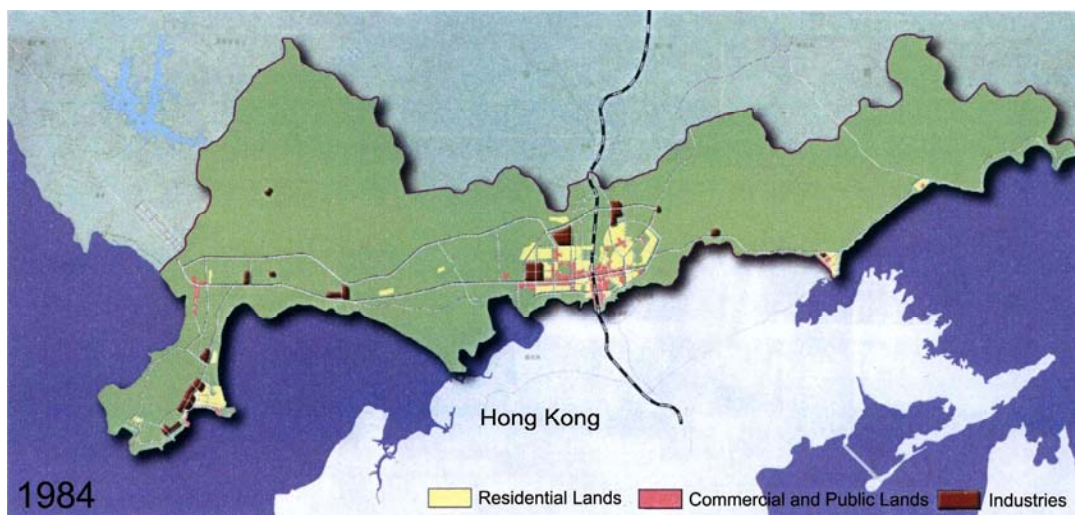 Hong Kong
1984
Residential Lands
Commercial and Public Lands
Industries